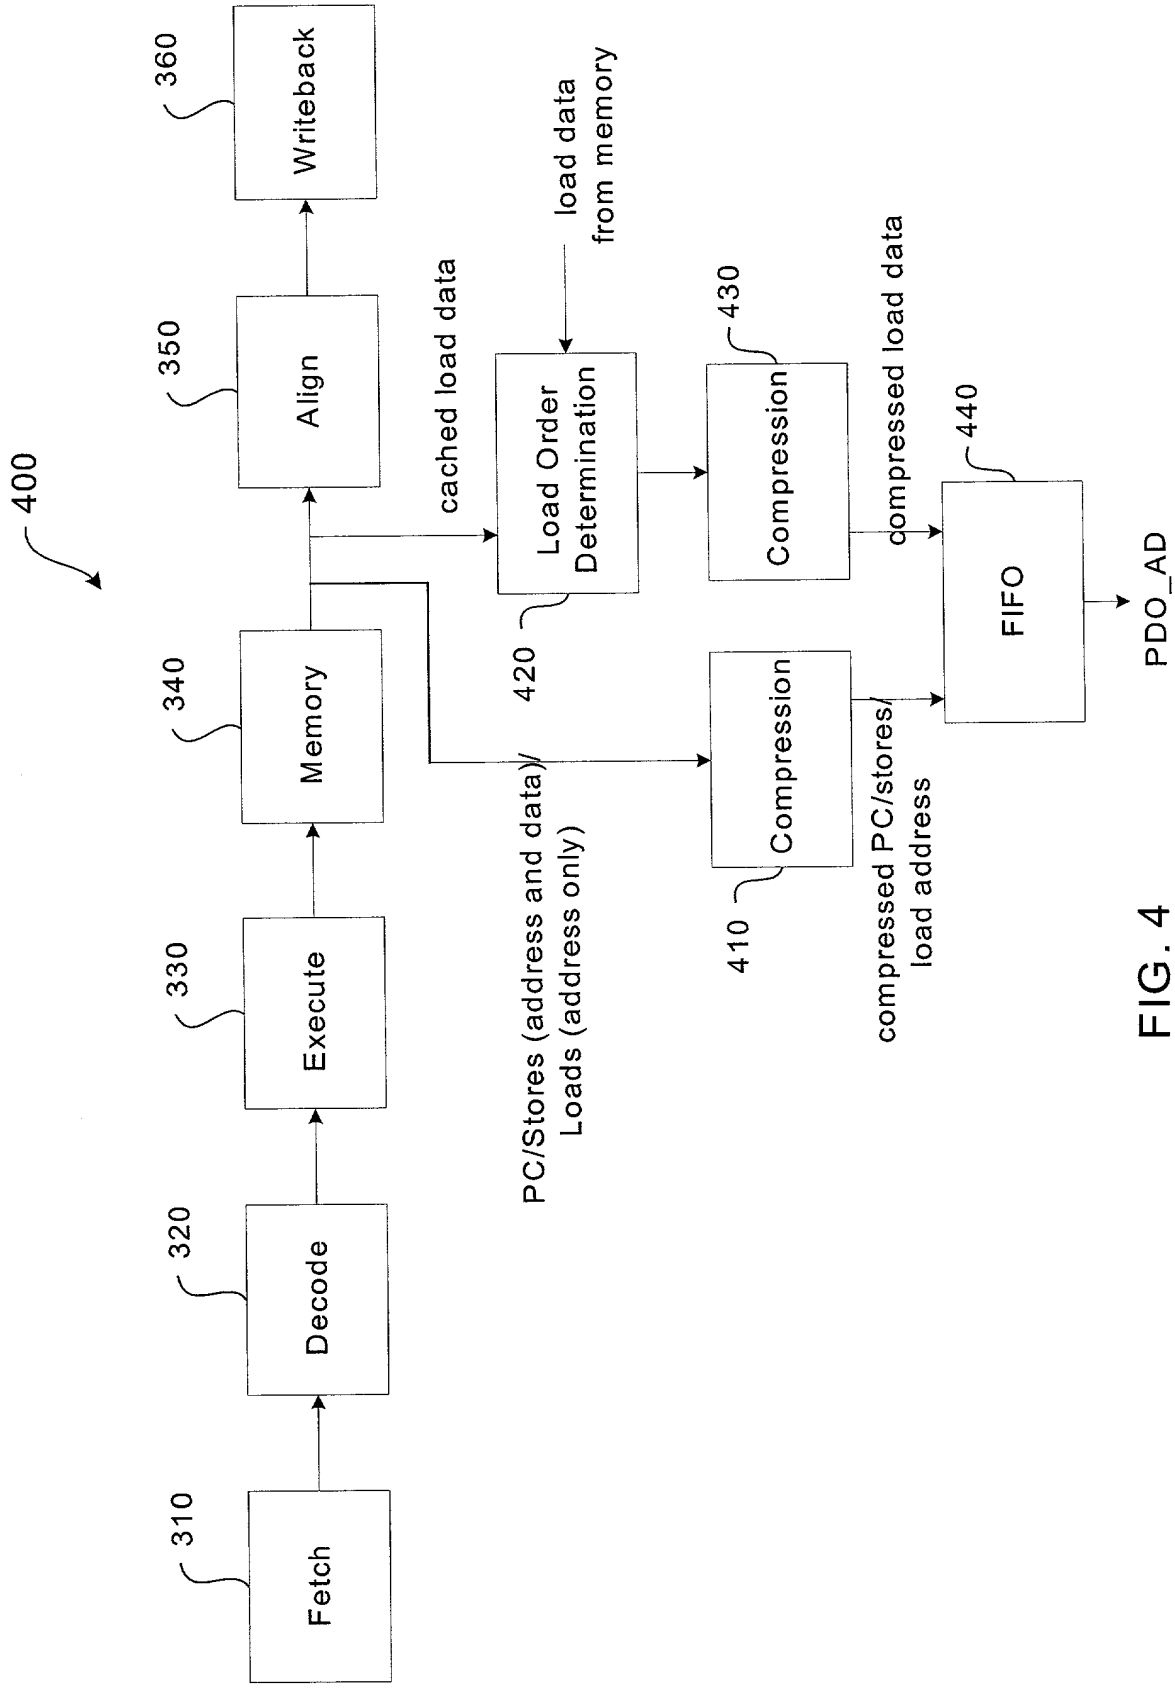 400
310
320
330
340
350
360
Fetch
Decode
Execute
Memory
Align
Writeback
cached load data
PC/Stores (address and data)/
Loads (address only)
420
Load Order
Determination
load data
from memory
410
Compression
430
Compression
compressed PC/stores/
load address
compressed load data
440
FIFO
PDO_AD
FIG. 4